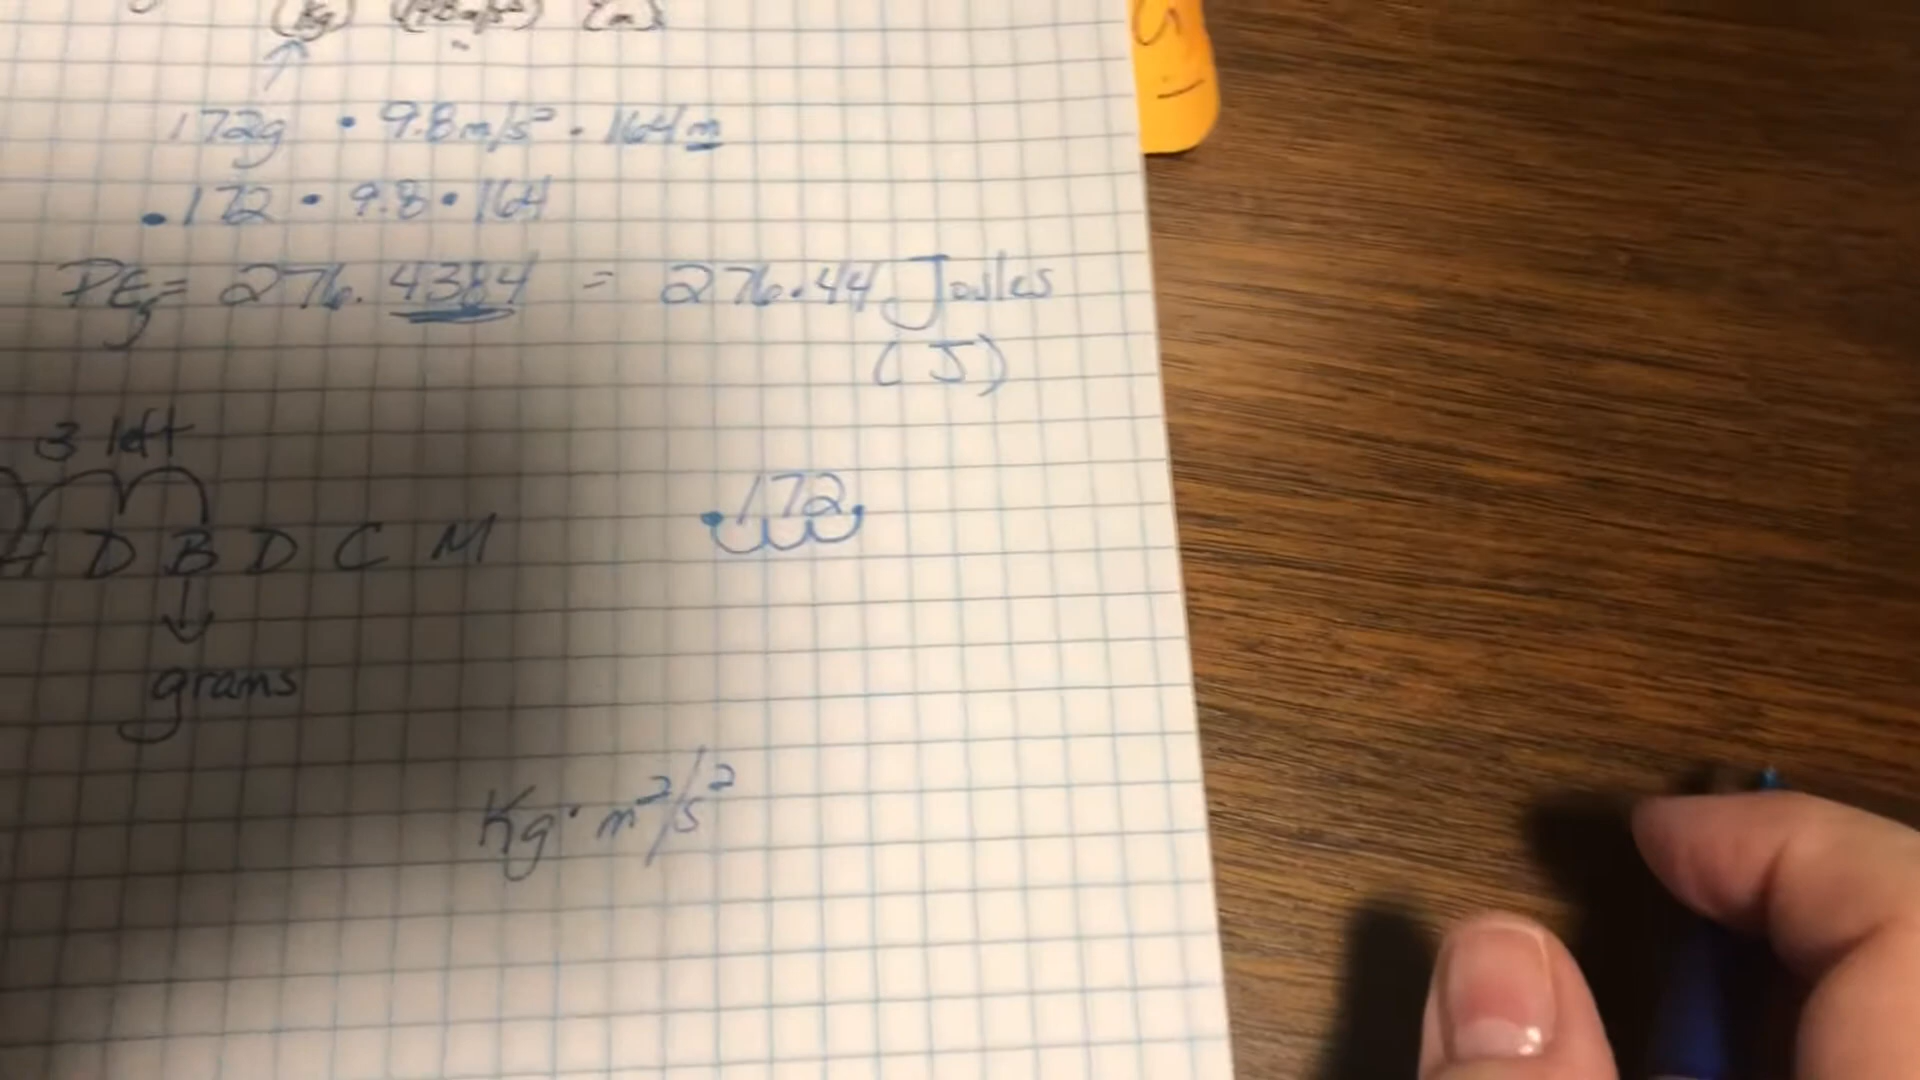 (Kg) (9.8m/s²) (m)
172g • 9.8m/s² • 164m
.172 • 9.8 • 164
PEg = 276.4384 = 276.44 Joules
(J)
3 left
H D B D C M
.172.
grams
Kg · m²/s²